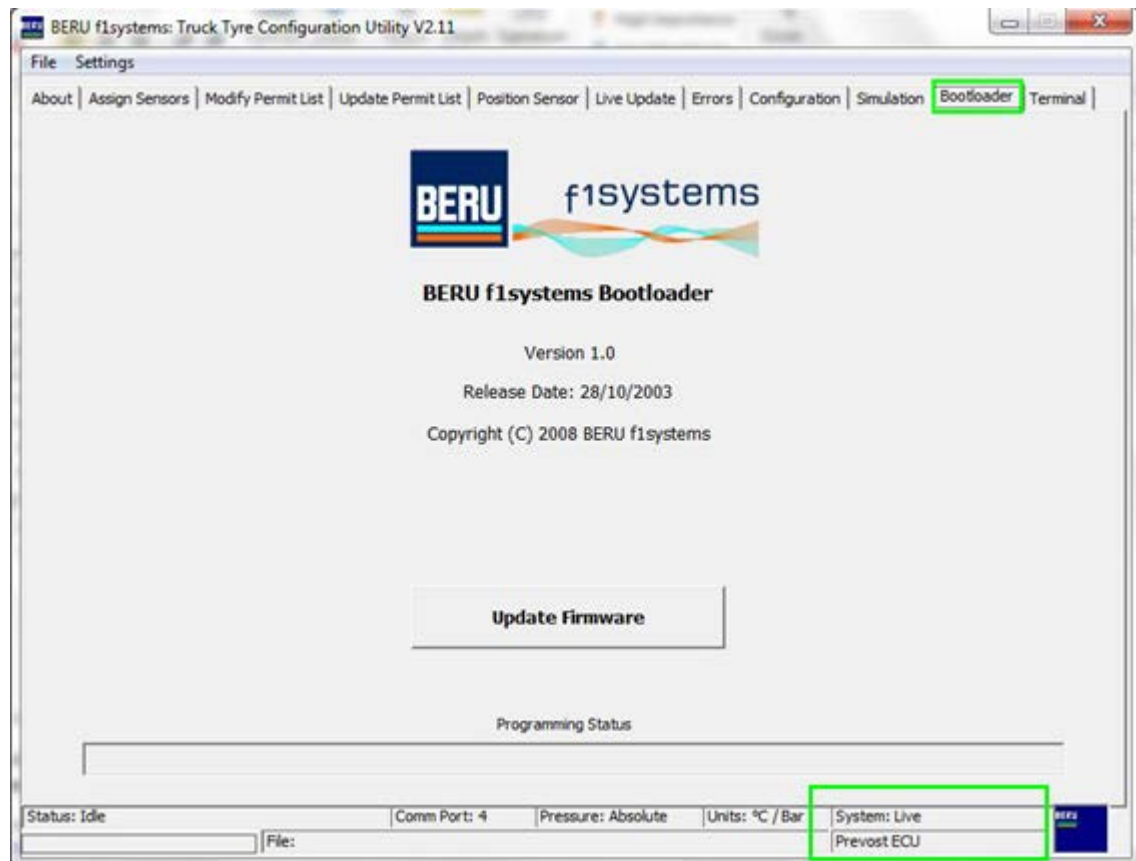 BERU f1systems: Truck Tyre Configuration Utility V2.11
File Settings
About Assign Sensors Modify Permit List Update Permit List Position Sensor Live Update Errors Configuration Simulation Bootloader Terminal
BERU f1systems
BERU f1systems Bootloader
Version 1.0
Release Date: 28/10/2003
Copyright (C) 2008 BERU f1systems
Update Firmware
Programming Status
Status: Idle Comm Port: 4 Pressure: Absolute Units: °C / Bar System: Live BERU
File: Prevost ECU